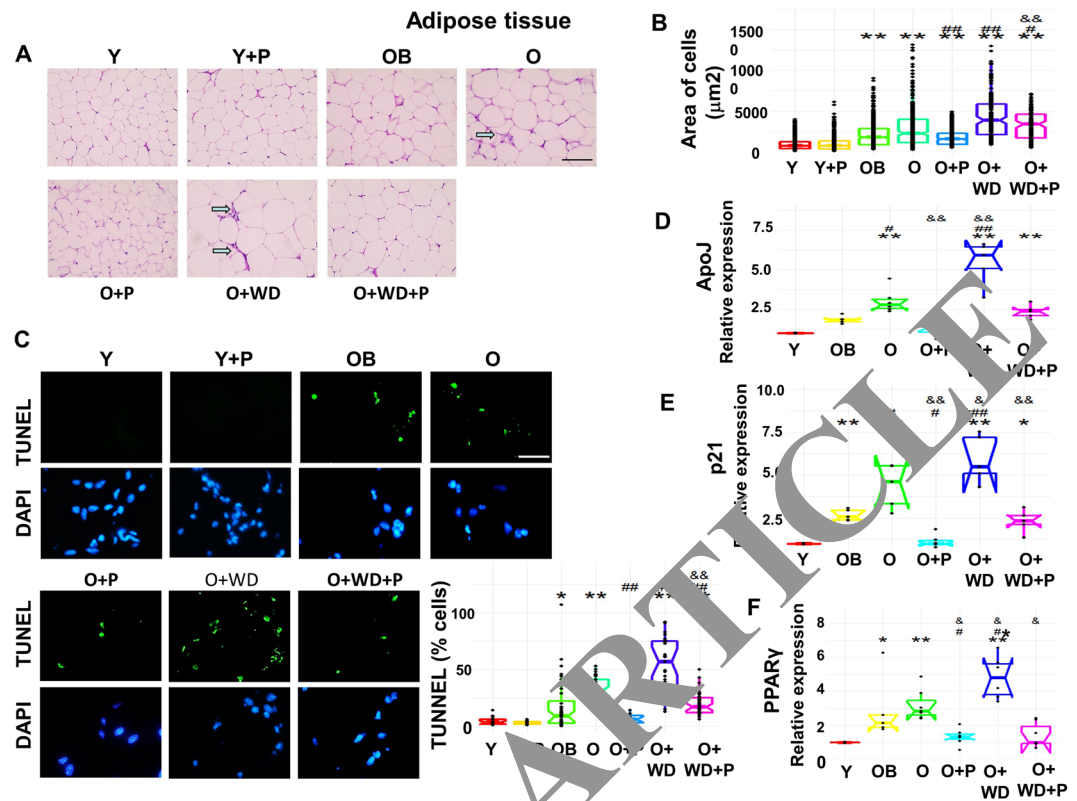 Adipose tissue
A
Y
Y+P
OB
O
O+P
O+WD
O+WD+P
B
Area of cells
(μm2)
1500
0
1000
0
5000
0
** ** ## ** ## ** && # **
Y Y+P OB O O+P O+ WD O+ WD+P
C
Y
Y+P
OB
O
TUNEL
DAPI
O+P
O+WD
O+WD+P
TUNEL
DAPI
TUNNEL (% cells)
100
50
0
* ** ## && ##
Y OB O O+P O+ WD O+ WD+P
D
ApoJ
Relative expression
7.5
5.0
2.5
# ** && && ## ** **
Y OB O O+ WD+P
E
p21
expression
10.0
7.5
5.0
2.5
0
** && # & ## ** && *
Y OB O O+P O+ WD O+ WD+P
F
PPARγ
Relative expression
8
6
4
2
0
* ** & # & ** &
Y OB O O+P O+ WD O+ WD+P
ARTICLE